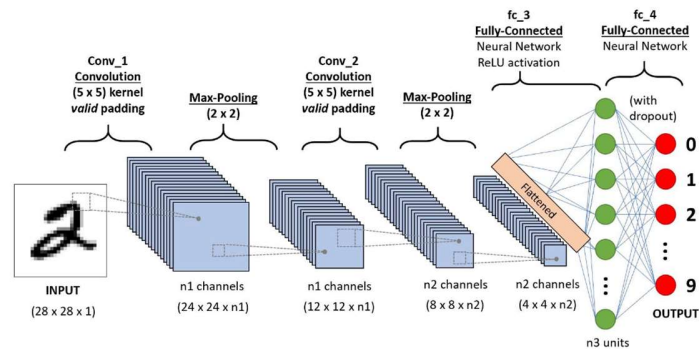 fc_3
Fully-Connected
Neural Network
ReLU activation
fc_4
Fully-Connected
Neural Network
Conv_1
Convolution
(5 x 5) kernel
valid padding
Max-Pooling
(2 x 2)
Conv_2
Convolution
(5 x 5) kernel
valid padding
Max-Pooling
(2 x 2)
(with
dropout)
2
Flattened
0
1
2
9
INPUT
(28 x 28 x 1)
n1 channels
(24 x 24 x n1)
n1 channels
(12 x 12 x n1)
n2 channels
(8 x 8 x n2)
n2 channels
(4 x 4 x n2)
OUTPUT
n3 units